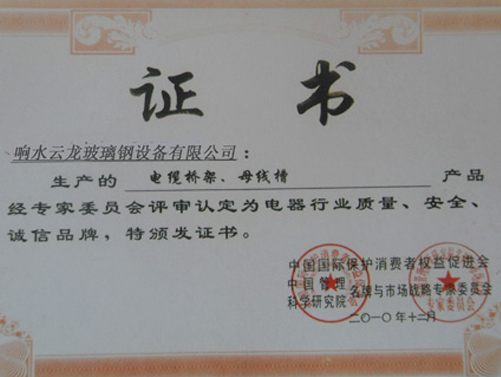 证书
响水云龙玻璃钢设备有限公司：
生产的 电缆桥架、母线槽 产品
经专家委员会评审认定为电器行业质量、安全、
诚信品牌，特颁发证书。
中国国际保护消费者权益促进会
中国管理
科学研究院 名牌与市场战略专家委员会
二〇一〇年十二月
专家委员会